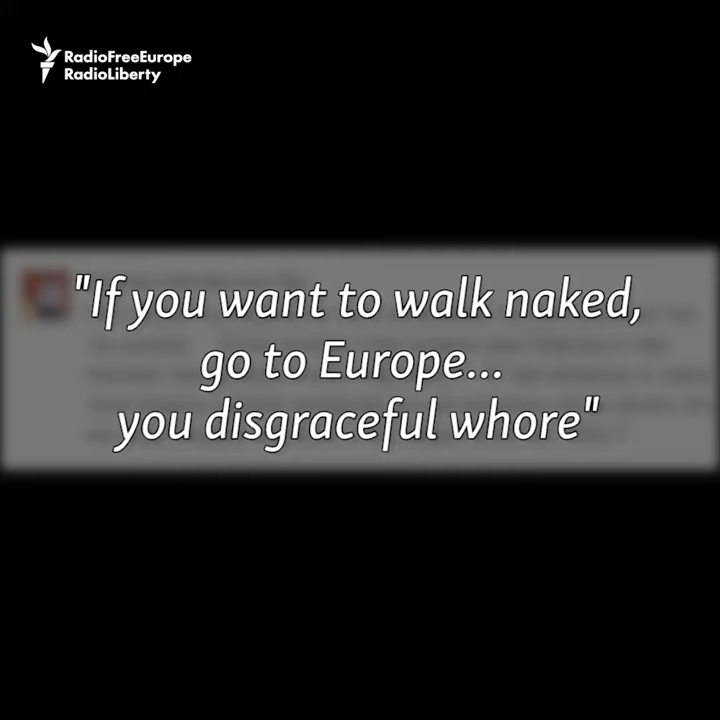 RadioFreeEurope
RadioLiberty
"If you want to walk naked,
go to Europe...
you disgraceful whore"